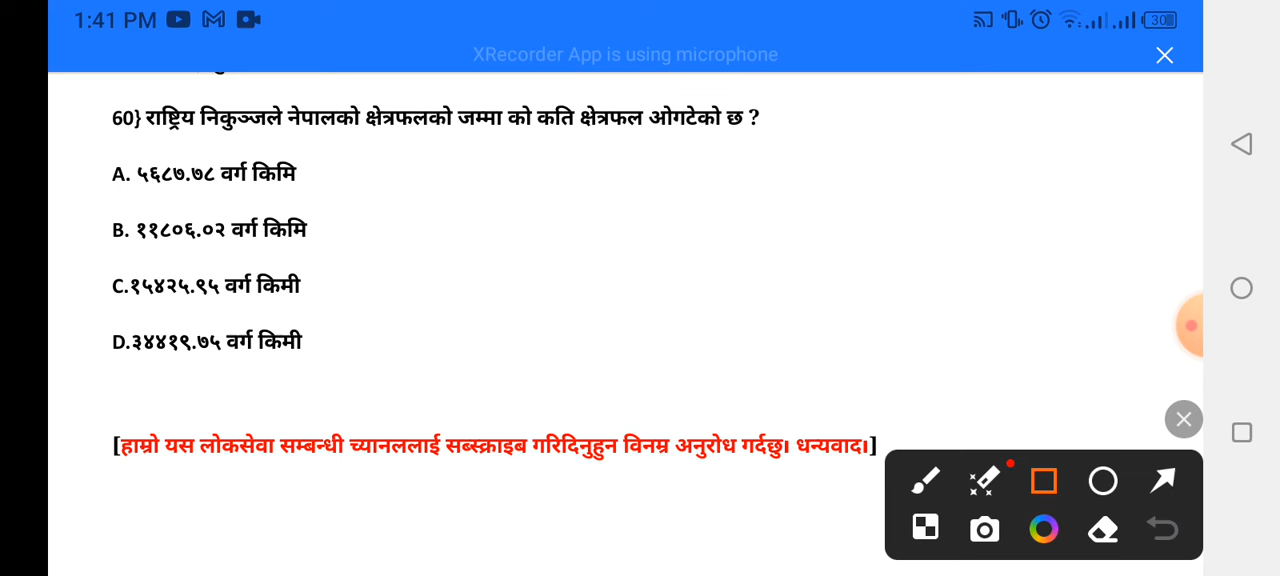 1:41 PM
30
XRecorder App is using microphone
60} राष्ट्रिय निकुञ्जले नेपालको क्षेत्रफलको जम्मा को कति क्षेत्रफल ओगटेको छ ?
A. ५६८७.७८ वर्ग किमि
B. ११८०६.०२ वर्ग किमि
C.१५४२५.९५ वर्ग किमी
D.३४४१९.७५ वर्ग किमी
[हाम्रो यस लोकसेवा सम्बन्धी च्यानललाई सब्स्क्राइब गरिदिनुहुन विनम्र अनुरोध गर्दछु। धन्यवाद।]